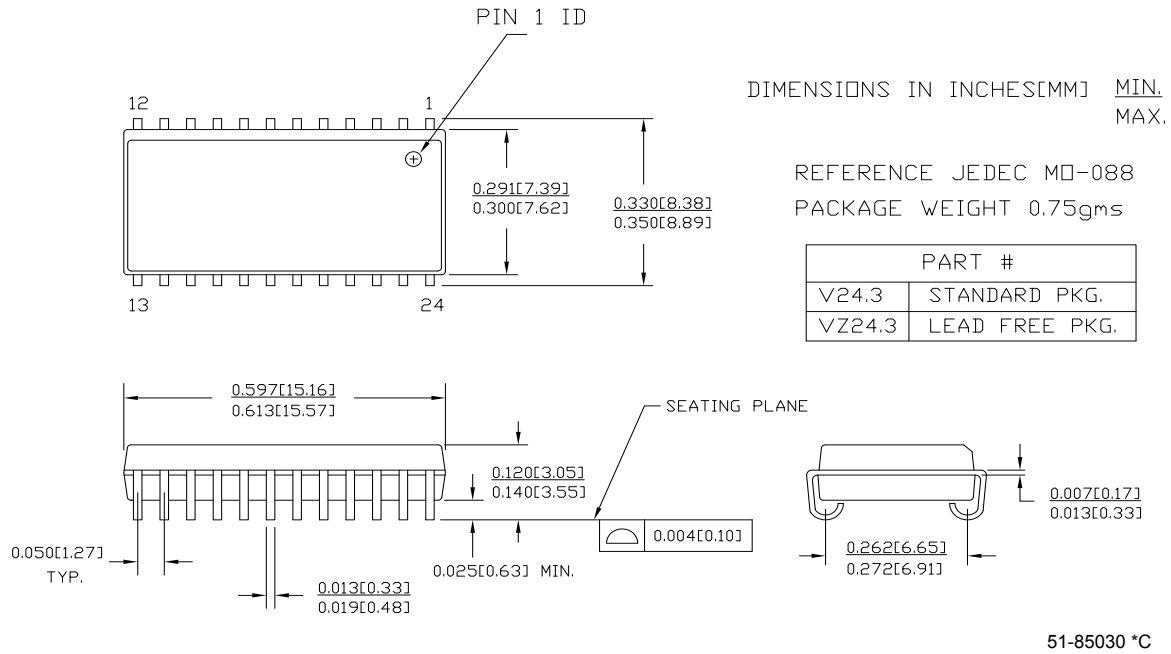 PIN 1 ID
DIMENSIONS IN INCHES[MM] MIN.
MAX.
12 1
REFERENCE JEDEC MO-088
PACKAGE WEIGHT 0.75gms
0.291[7.39]
0.300[7.62]
0.330[8.38]
0.350[8.89]
PART #
V24.3 STANDARD PKG.
VZ24.3 LEAD FREE PKG.
13 24
0.597[15.16]
0.613[15.57]
SEATING PLANE
0.120[3.05]
0.140[3.55]
0.007[0.17]
0.013[0.33]
0.004[0.10]
0.050[1.27]
TYP.
0.025[0.63] MIN.
0.262[6.65]
0.272[6.91]
0.013[0.33]
0.019[0.48]
51-85030 *C